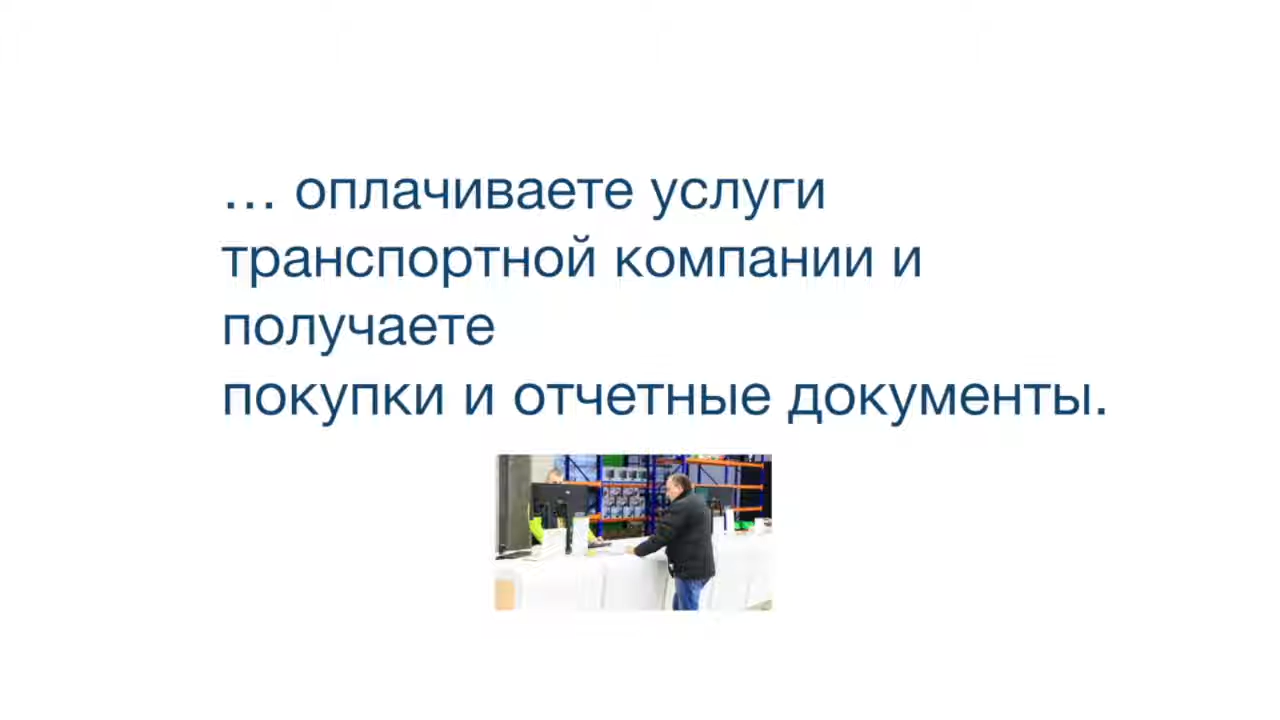 … оплачиваете услуги
транспортной компании и
получаете
покупки и отчетные документы.